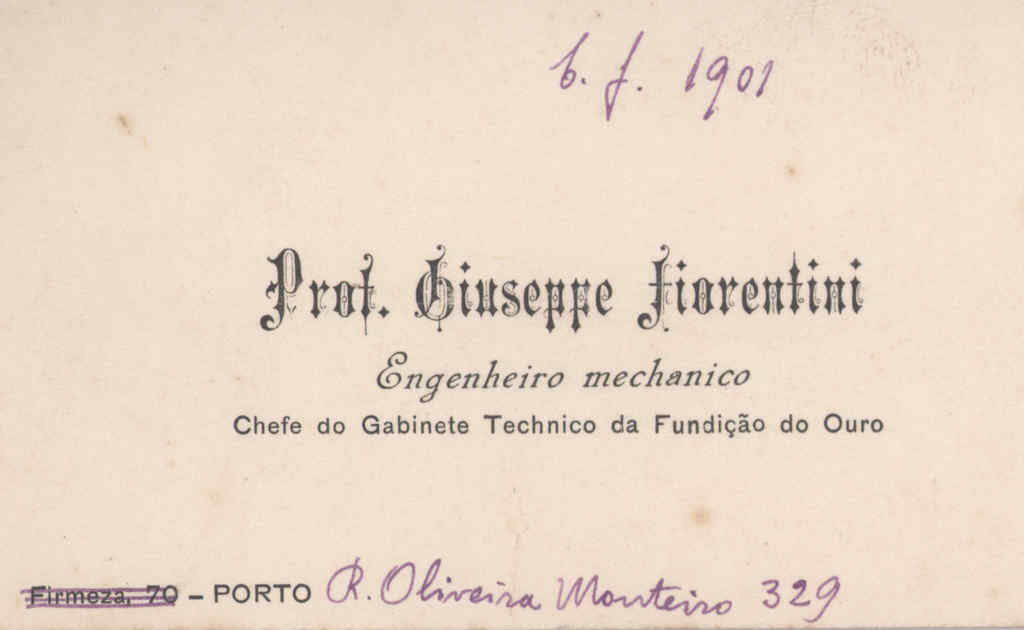 b. f. 1901
Prof. Giuseppe Fiorentini
Engenheiro mechanico
Chefe do Gabinete Technico da Fundição do Ouro
Firmeza, 70 – PORTO R. Oliveira Monteiro 329